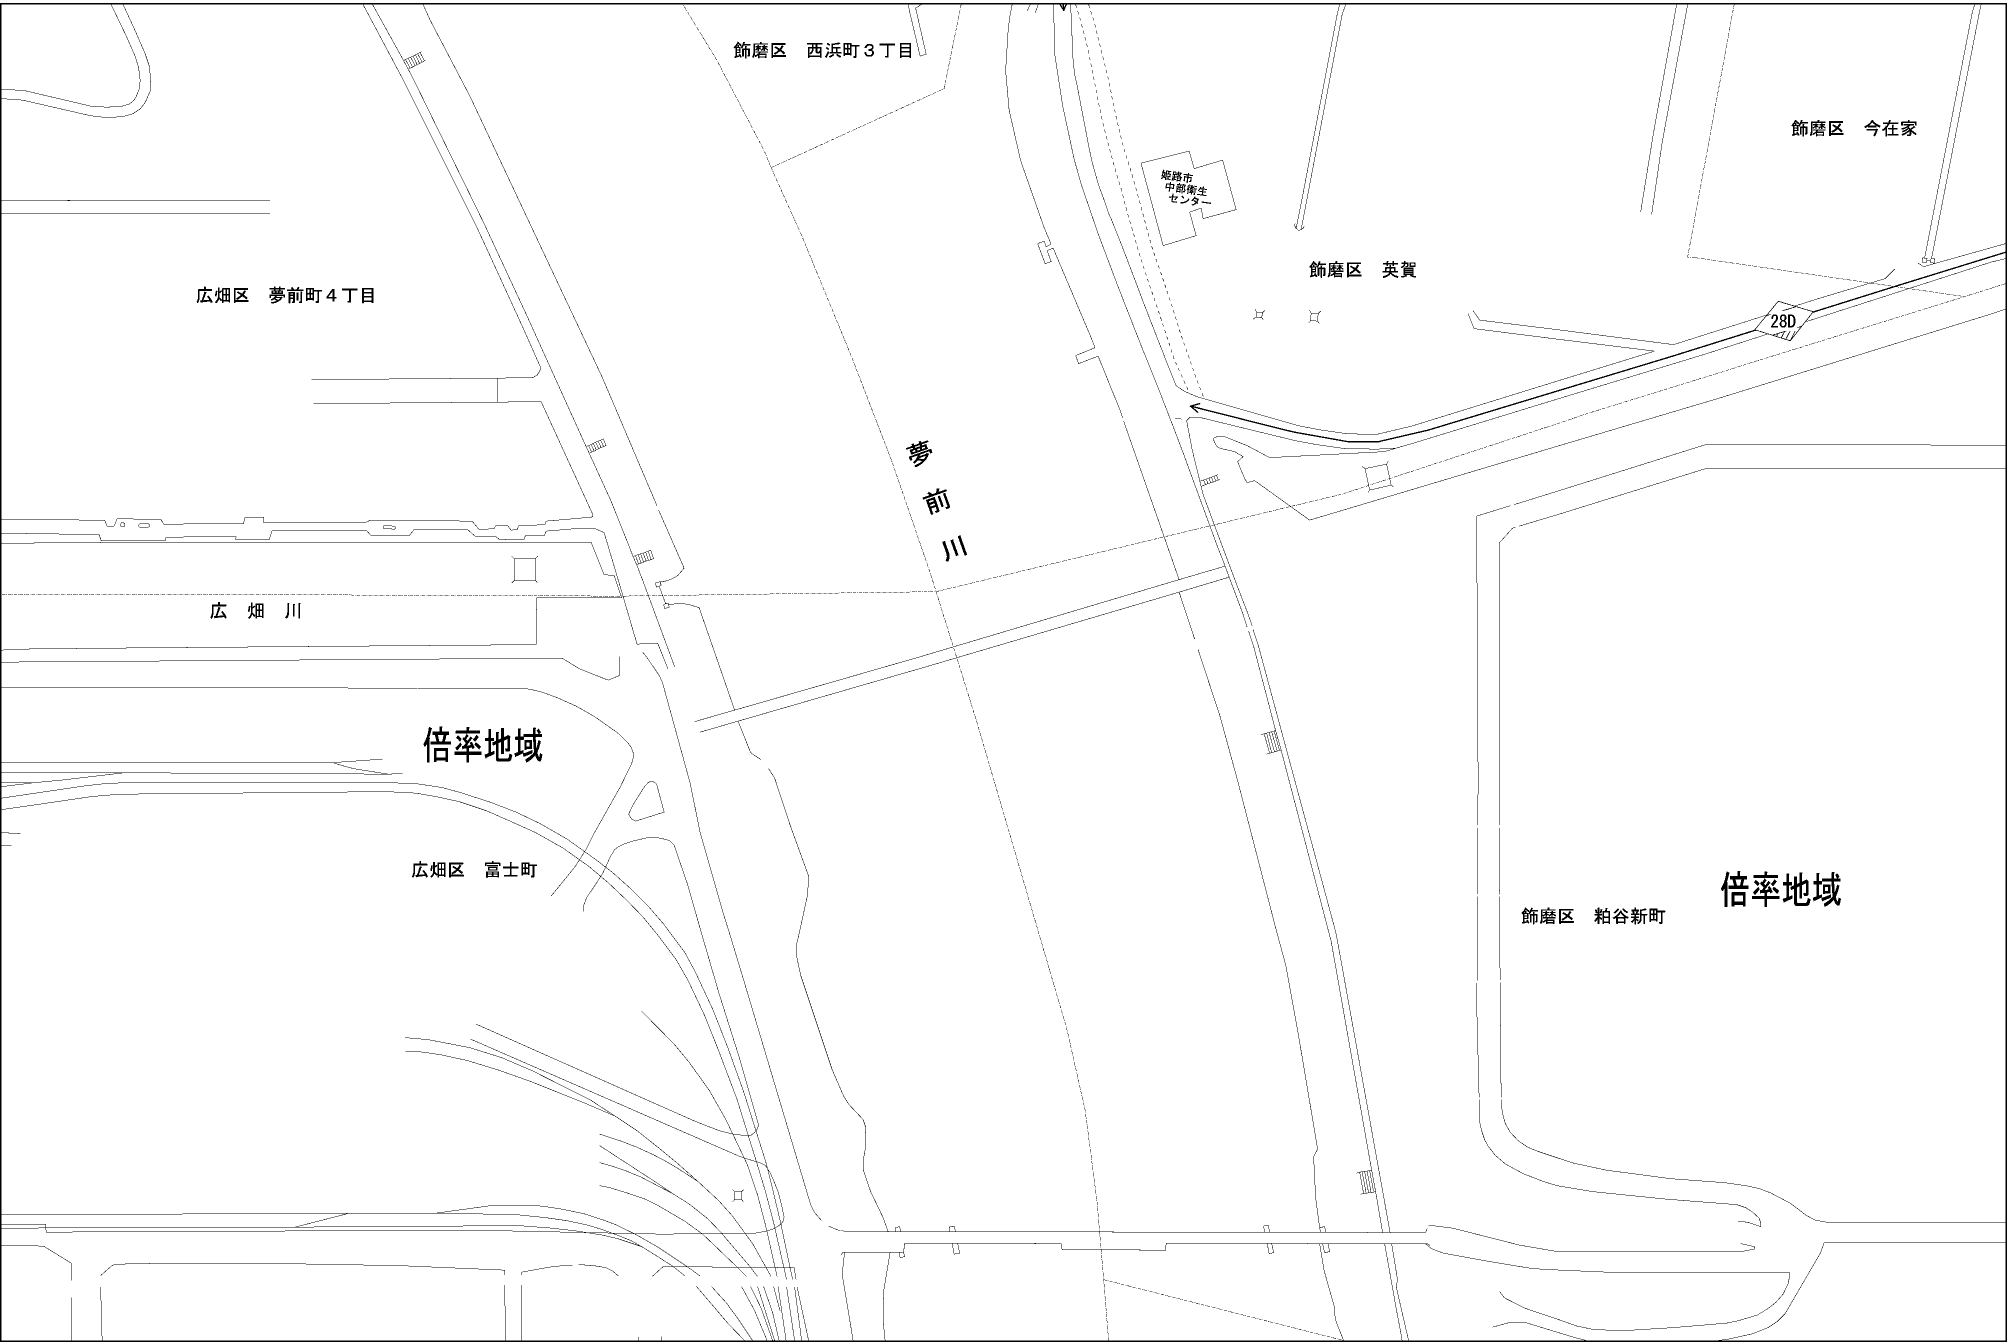 飾磨区　西浜町３丁目
飾磨区　今在家
姫路市
中部衛生
センター
飾磨区　英賀
広畑区　夢前町４丁目
28D
夢前川
広　畑　川
倍率地域
広畑区　富士町
倍率地域
飾磨区　粕谷新町